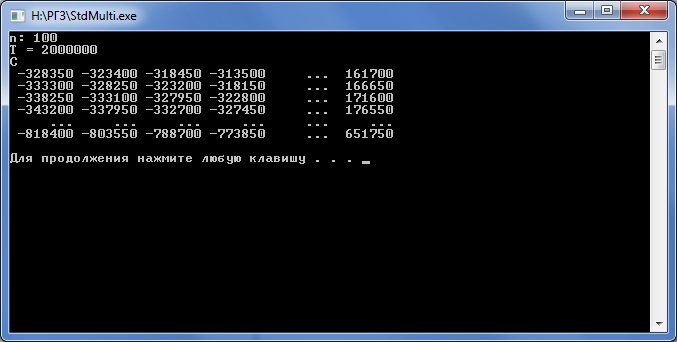 H:\РГЗ\StdMulti.exe
n: 100
T = 2000000
C
-328350 -323400 -318450 -313500 ... 161700
-333300 -328250 -323200 -318150 ... 166650
-338250 -333100 -327950 -322800 ... 171600
-343200 -337950 -332700 -327450 ... 176550
... ... ... ... ... ...
-818400 -803550 -788700 -773850 ... 651750
Для продолжения нажмите любую клавишу . . . _